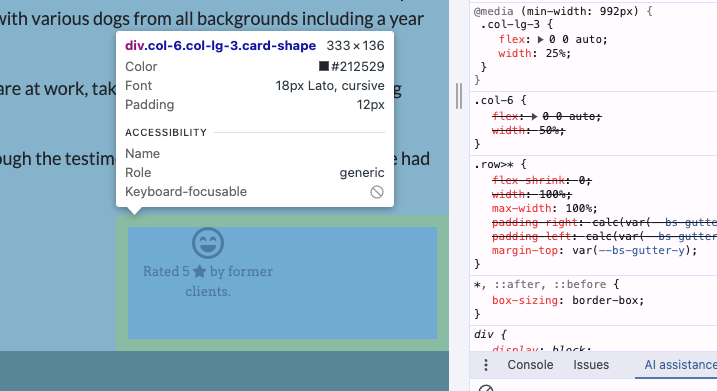 with various dogs from all backgrounds including a year
are at work, tak
g
ough the testim
e had
div.col-6.col-lg-3.card-shape 333×136
Color #212529
Font 18px Lato, cursive
Padding 12px
ACCESSIBILITY
Name
Role generic
Keyboard-focusable
Rated 5 ★ by former
clients.
@media (min-width: 992px) {
.col-lg-3 {
flex: ▶ 0 0 auto;
width: 25%;
}
}
.col-6 {
flex: ▶ 0 0 auto;
width: 50%;
}
.row>* {
flex-shrink: 0;
width: 100%;
max-width: 100%;
padding-right: calc(var(--bs-gutte
padding-left: calc(var(--bs-gutter
margin-top: var(--bs-gutter-y);
}
*, ::after, ::before {
box-sizing: border-box;
}
div {
display: block;
Console Issues AI assistance